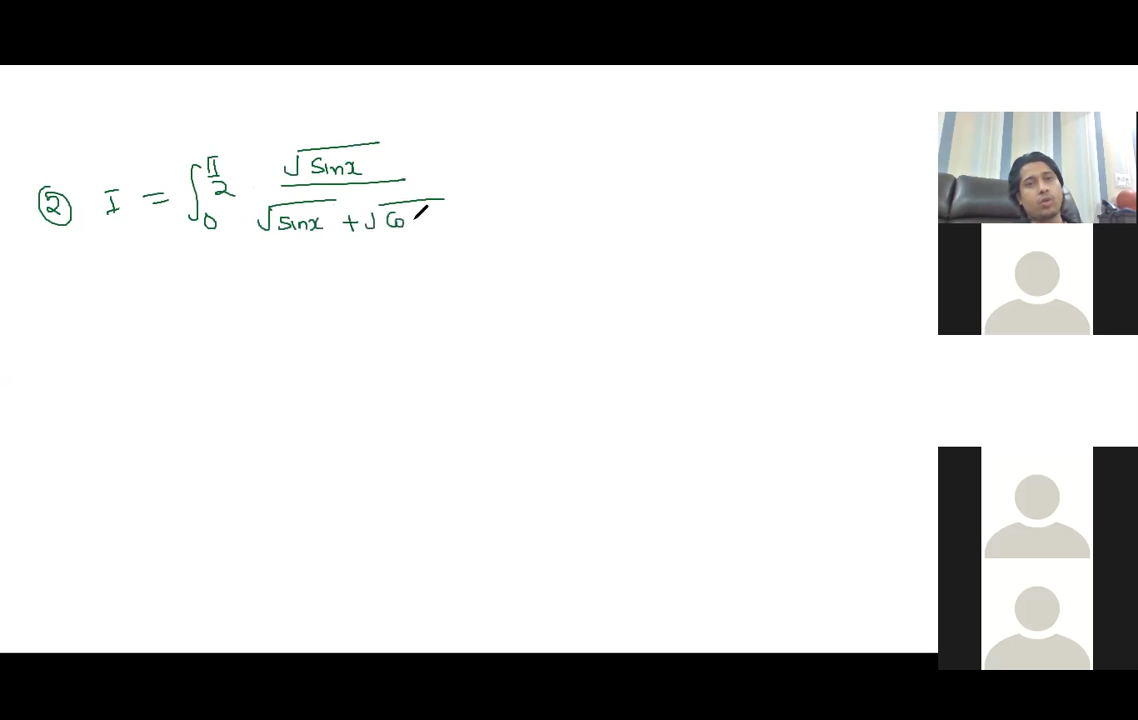 ② I = ∫₀^(π/2) √(sinx) / (√(sinx) + √(Co